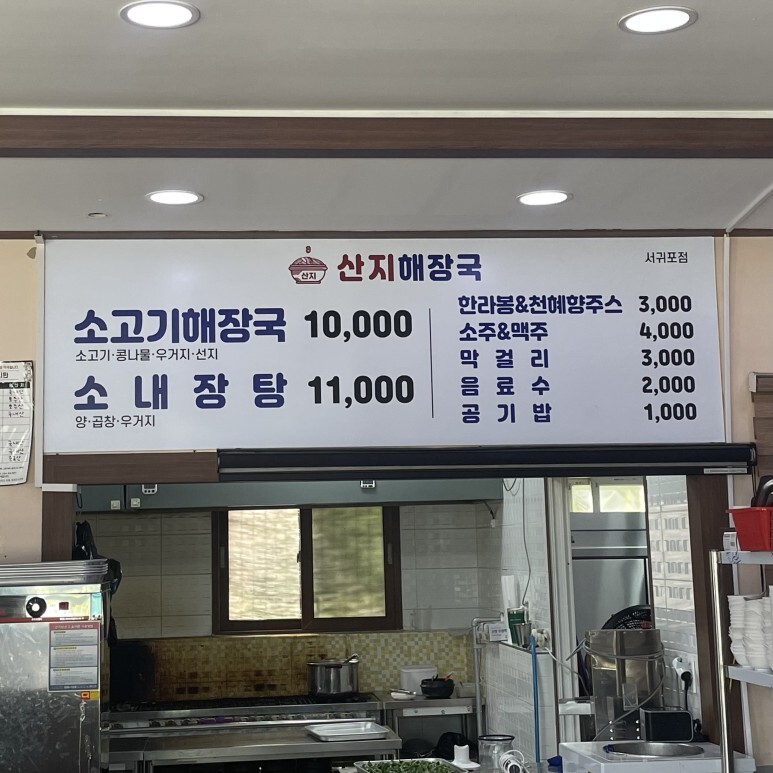 산지
산지해장국
서귀포점
소고기해장국 10,000
소고기·콩나물·우거지·선지
소 내 장 탕 11,000
양·곱창·우거지
한라봉&천혜향주스 3,000
소주&맥주 4,000
막 걸 리 3,000
음 료 수 2,000
공 기 밥 1,000